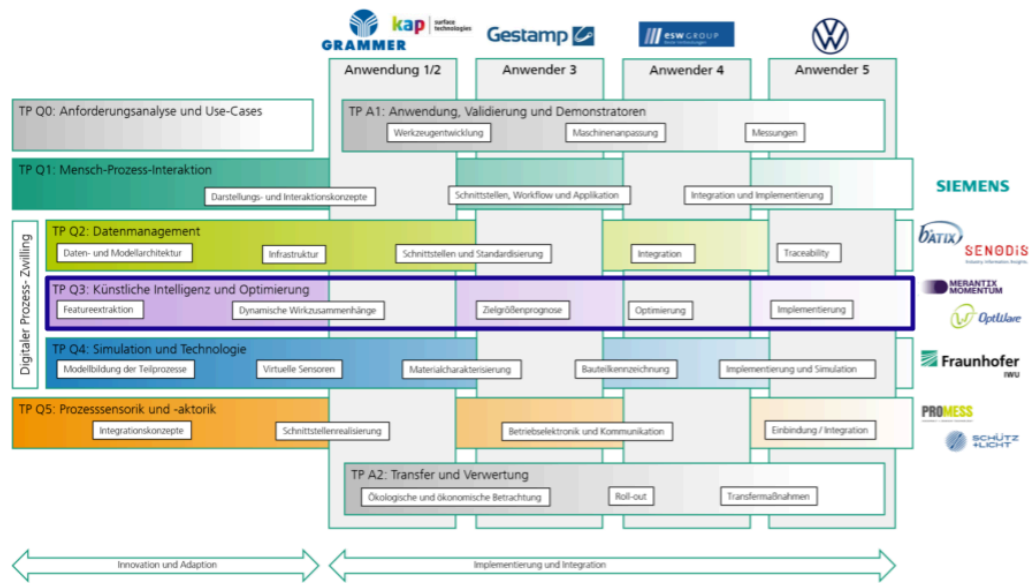 GRAMMER
kap surface technologies
Gestamp
esw GROUP
Anwendung 1/2
Anwender 3
Anwender 4
Anwender 5
TP Q0: Anforderungsanalyse und Use-Cases
TP A1: Anwendung, Validierung und Demonstratoren
Werkzeugentwicklung
Maschinenanpassung
Messungen
TP Q1: Mensch-Prozess-Interaktion
Darstellungs- und Interaktionskonzepte
Schnittstellen, Workflow und Applikation
Integration und Implementierung
SIEMENS
Digitaler Prozess- Zwilling
TP Q2: Datenmanagement
Daten- und Modellarchitektur
Infrastruktur
Schnittstellen und Standardisierung
Integration
Traceability
bATIX
SENODIS
TP Q3: Künstliche Intelligenz und Optimierung
Featureextraktion
Dynamische Wirkzusammenhänge
Zielgrößenprognose
Optimierung
Implementierung
MERANTIX
MOMENTUM
OptWare
TP Q4: Simulation und Technologie
Modellbildung der Teilprozesse
Virtuelle Sensoren
Materialcharakterisierung
Bauteilkennzeichnung
Implementierung und Simulation
Fraunhofer
IWU
TP Q5: Prozesssensorik und -aktorik
Integrationskonzepte
Schnittstellenrealisierung
Betriebselektronik und Kommunikation
Einbindung / Integration
PROMESS
SCHÜTZ
+LICHT
TP A2: Transfer und Verwertung
Ökologische und ökonomische Betrachtung
Roll-out
Transfermaßnahmen
Innovation und Adaption
Implementierung und Integration